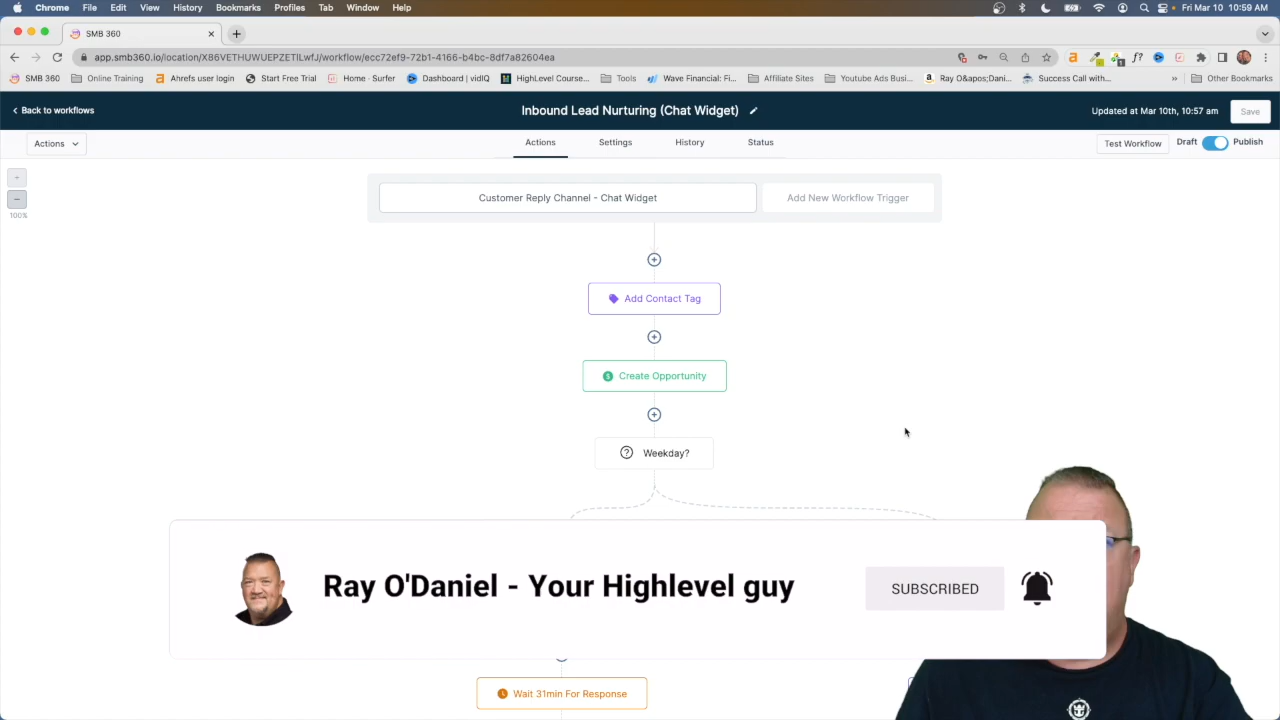 Chrome File Edit View History Bookmarks Profiles Tab Window Help Fri Mar 10 10:59 AM
SMB 360
app.smb360.io/location/X86VETHUWUEPZETILwfJ/workflow/ecc72ef9-72b1-4166-b4bc-8df7a82604ea
SMB 360 Online Training Ahrefs user login Start Free Trial Home · Surfer Dashboard | vidIQ HighLevel Course... Tools Wave Financial: Fi... Affiliate Sites Youtube Ads Busi... Ray O&apos;Dani... Success Call with... » Other Bookmarks
Back to workflows Inbound Lead Nurturing (Chat Widget) Updated at Mar 10th, 10:57 am Save
Actions Actions Settings History Status Test Workflow Draft Publish
100%
Customer Reply Channel - Chat Widget Add New Workflow Trigger
Add Contact Tag
Create Opportunity
Weekday?
Ray O'Daniel - Your Highlevel guy SUBSCRIBED
Wait 31min For Response